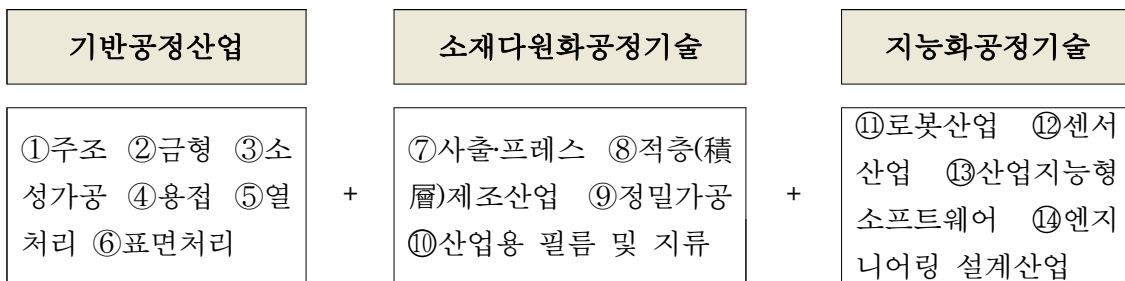 기반공정산업
소재다원화공정기술
지능화공정기술
①주조 ②금형 ③소
성가공 ④용접 ⑤열
처리 ⑥표면처리
+
⑦사출·프레스 ⑧적층(積
層)제조산업 ⑨정밀가공
⑩산업용 필름 및 지류
+
⑪로봇산업 ⑫센서
산업 ⑬산업지능형
소프트웨어 ⑭엔지
니어링 설계산업